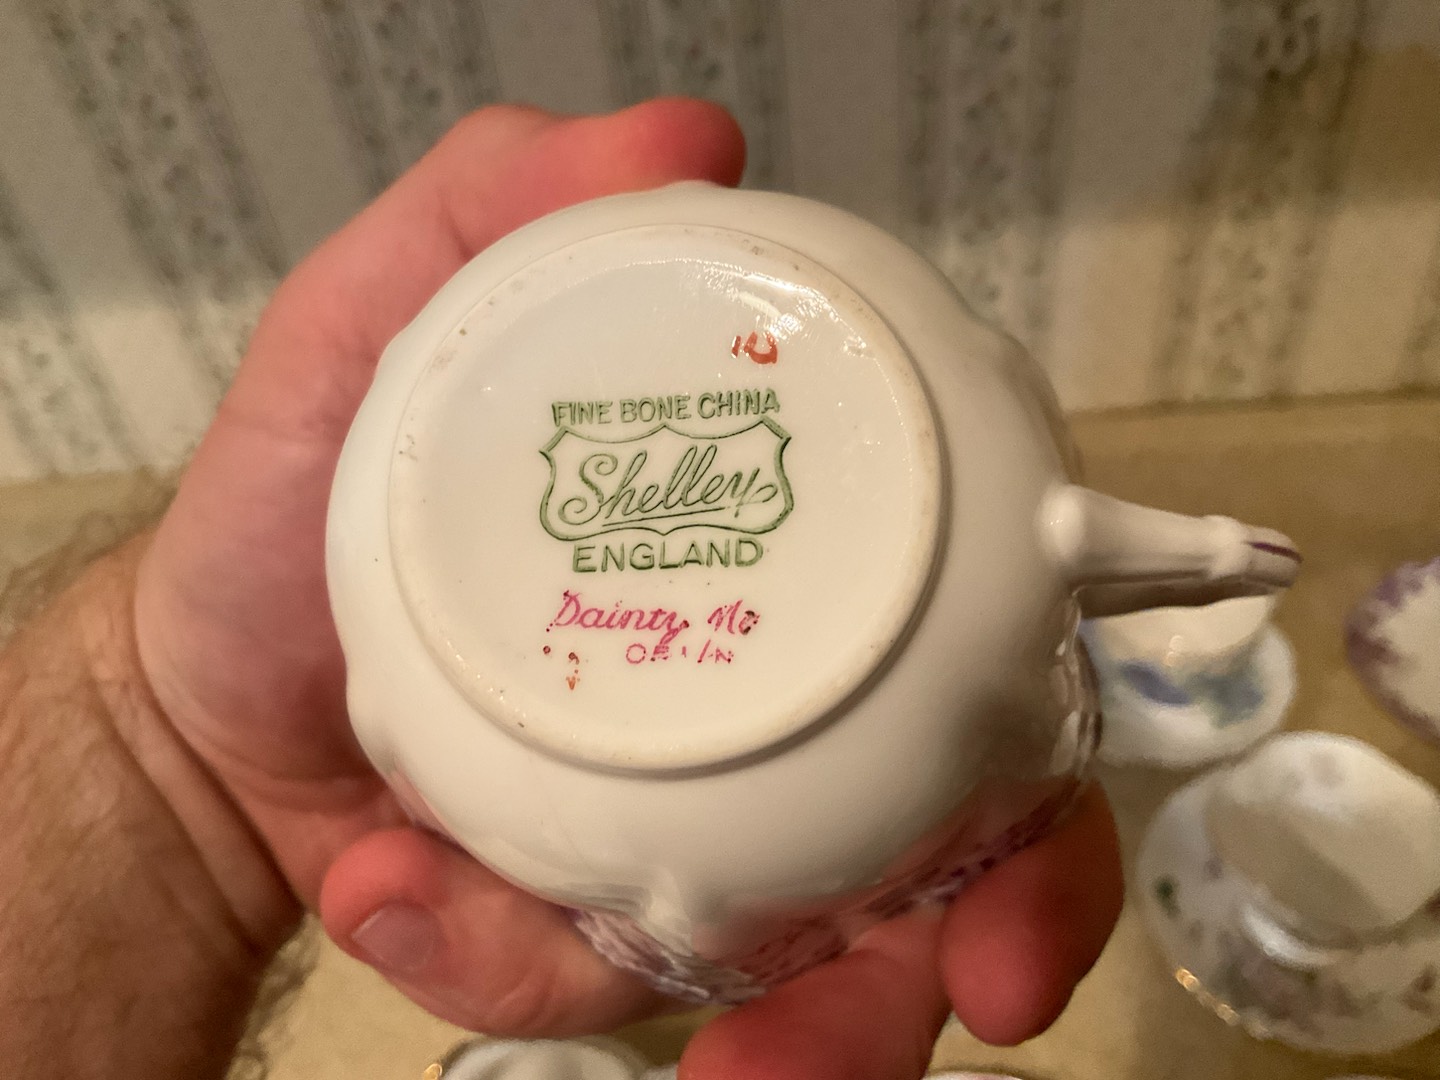 FINE BONE CHINA
Shelley
ENGLAND
Dainty